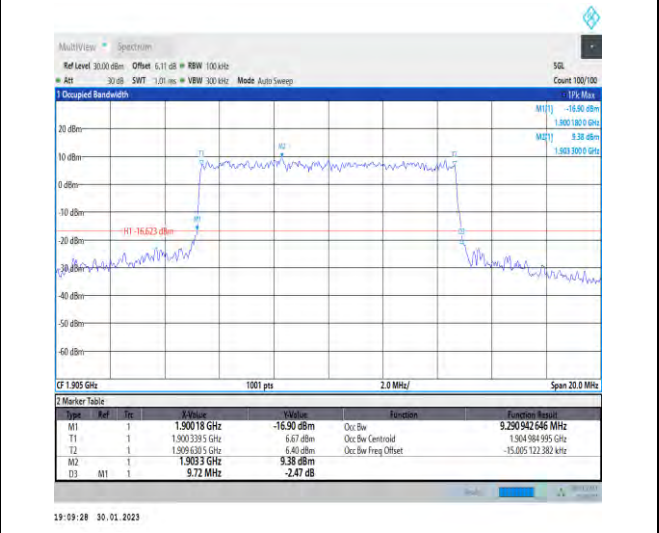 MultiView Spectrum
Ref Level 30.00 dBm Offset 6.11 dB RBW 100 kHz SGL
Att 30 dB SWT 1.01 ms VBW 300 kHz Mode Auto Sweep Count 100/100
1 Occupied Bandwidth 1Pk Max
M1[1] -16.90 dBm
1.900 180 0 GHz
M2[1] 9.38 dBm
1.903 300 0 GHz
20 dBm
M2
T1
10 dBm
0 dBm
-10 dBm
M1
H1 -16.623 dBm
D3
-20 dBm
-30 dBm
-40 dBm
-50 dBm
-60 dBm
CF 1.905 GHz 1001 pts 2.0 MHz/ Span 20.0 MHz
2 Marker Table
Type Ref Trc X-Value Y-Value Function Function Result
M1 1 1.90018 GHz -16.90 dBm Occ Bw 9.290 942 646 MHz
T1 1 1.900 339 5 GHz 6.67 dBm Occ Bw Centroid 1.904 984 995 GHz
T2 1 1.909 630 5 GHz 6.40 dBm Occ Bw Freq Offset -15.005 122 382 kHz
M2 1 1.9033 GHz 9.38 dBm
D3 M1 1 9.72 MHz -2.47 dB
Ready
19:09:28 30.01.2023